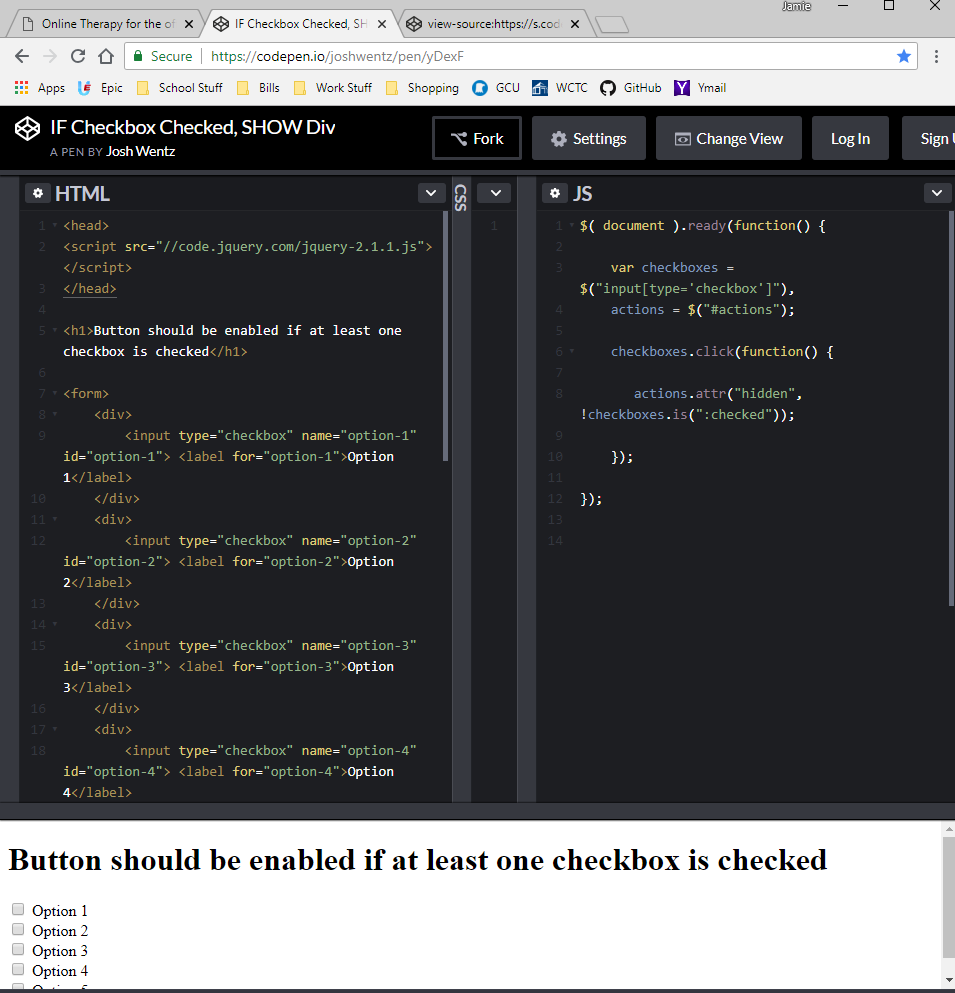 Jamie
Online Therapy for the of
IF Checkbox Checked, SH
view-source:https://s.cod
Secure https://codepen.io/joshwentz/pen/yDexF
Apps Epic School Stuff Bills Work Stuff Shopping GCU WCTC GitHub Ymail
IF Checkbox Checked, SHOW Div
A PEN BY Josh Wentz
Fork Settings Change View Log In Sign U
HTML
1 <head>
2 <script src="//code.jquery.com/jquery-2.1.1.js">
</script>
3 </head>
4
5 <h1>Button should be enabled if at least one
checkbox is checked</h1>
6
7 <form>
8 <div>
9 <input type="checkbox" name="option-1"
id="option-1"> <label for="option-1">Option
1</label>
10 </div>
11 <div>
12 <input type="checkbox" name="option-2"
id="option-2"> <label for="option-2">Option
2</label>
13 </div>
14 <div>
15 <input type="checkbox" name="option-3"
id="option-3"> <label for="option-3">Option
3</label>
16 </div>
17 <div>
18 <input type="checkbox" name="option-4"
id="option-4"> <label for="option-4">Option
4</label>
CSS
1
JS
1 $( document ).ready(function() {
2
3 var checkboxes =
$("input[type='checkbox']"),
4 actions = $("#actions");
5
6 checkboxes.click(function() {
7
8 actions.attr("hidden",
!checkboxes.is(":checked"));
9
10 });
11
12 });
13
14
Button should be enabled if at least one checkbox is checked
Option 1
Option 2
Option 3
Option 4
Option 5